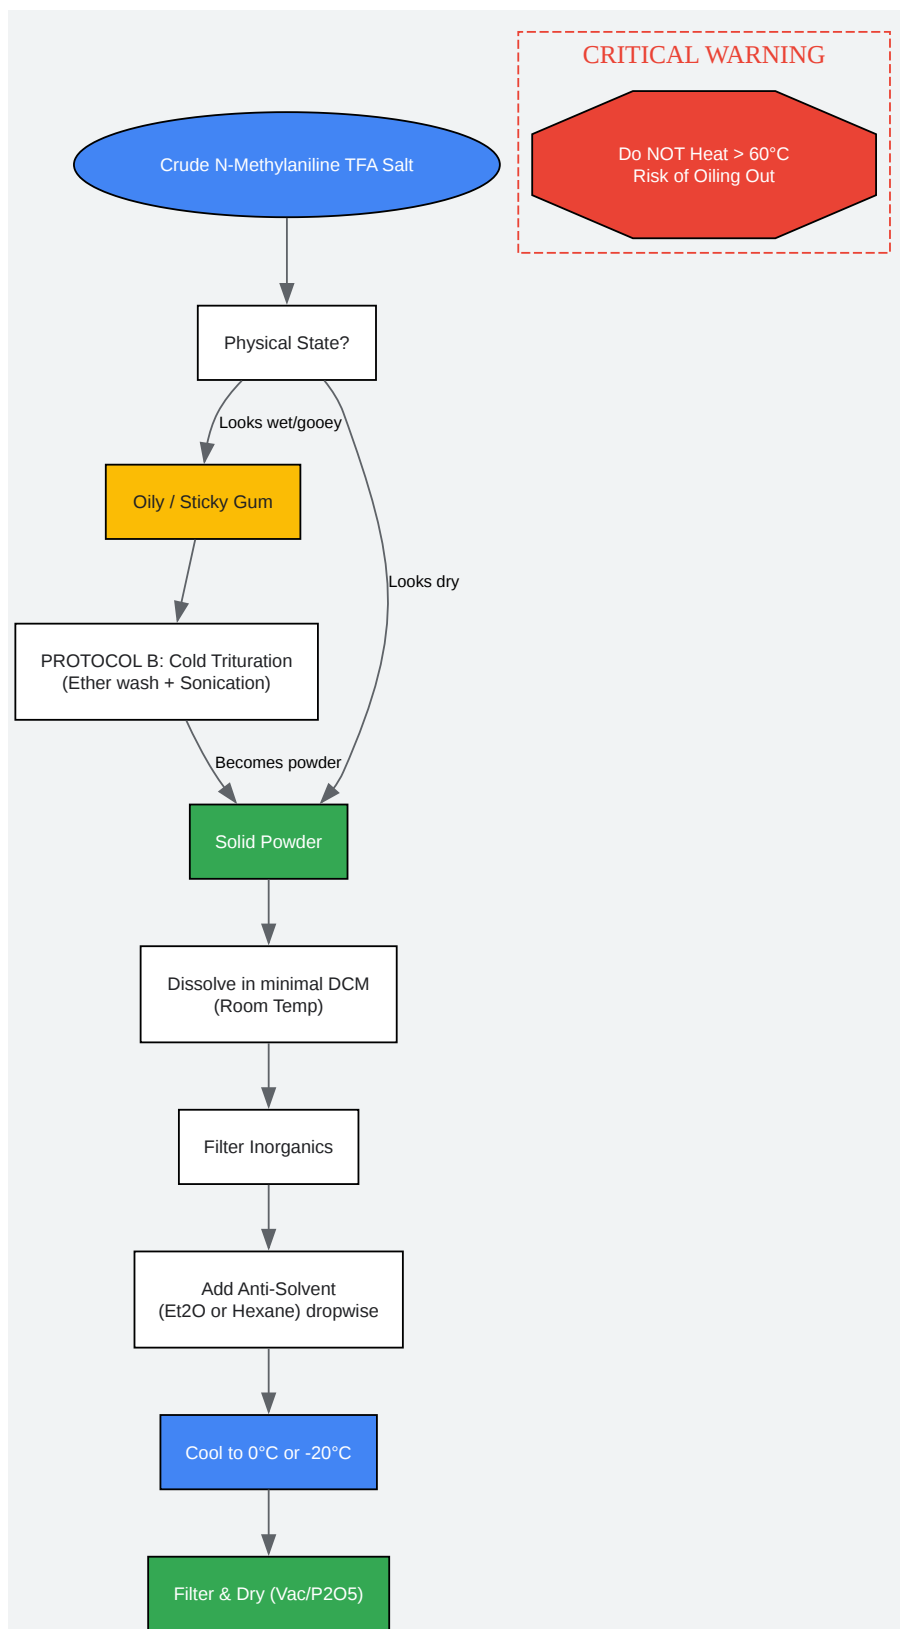 CRITICAL WARNING
Do NOT Heat > 60°C
Risk of Oiling Out
Crude N-Methylaniline TFA Salt
Physical State?
Looks wet/gooey
Oily / Sticky Gum
Looks dry
PROTOCOL B: Cold Trituration
(Ether wash + Sonication)
Becomes powder
Solid Powder
Dissolve in minimal DCM
(Room Temp)
Filter Inorganics
Add Anti-Solvent
(Et2O or Hexane) dropwise
Cool to 0°C or -20°C
Filter & Dry (Vac/P2O5)